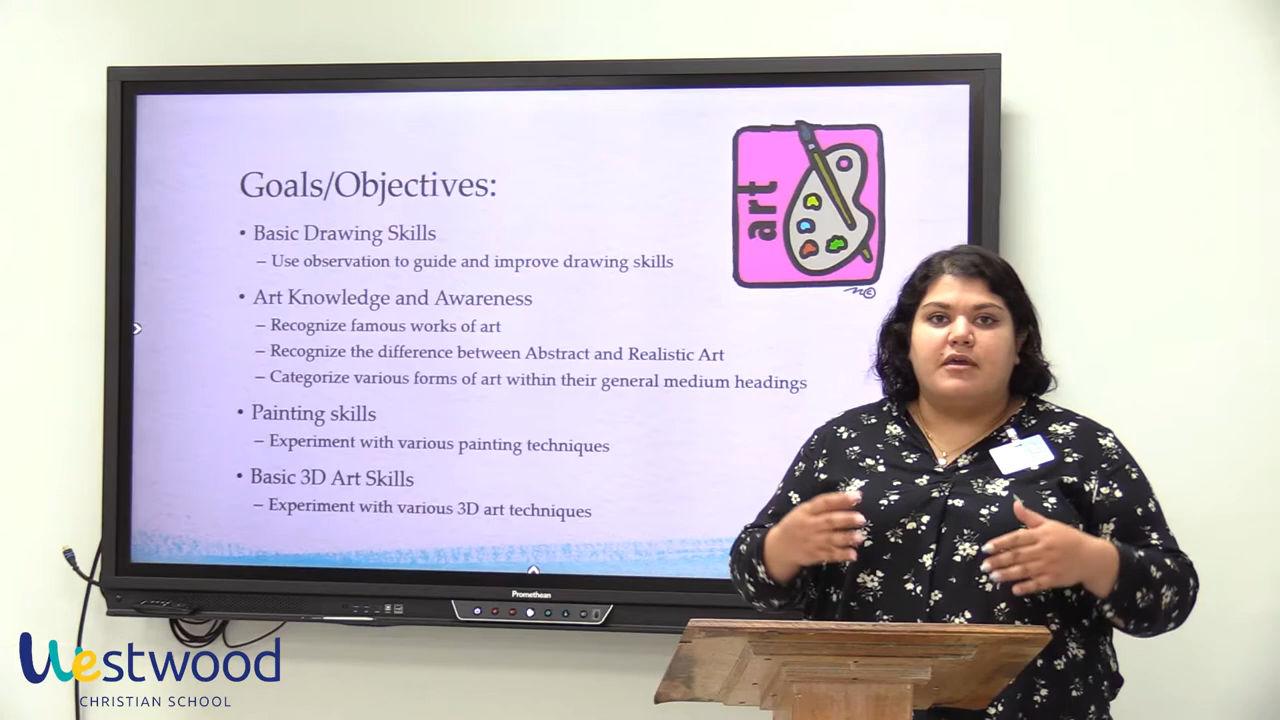 art
Goals/Objectives:
• Basic Drawing Skills
– Use observation to guide and improve drawing skills
• Art Knowledge and Awareness
– Recognize famous works of art
– Recognize the difference between Abstract and Realistic Art
– Categorize various forms of art within their general medium headings
• Painting skills
– Experiment with various painting techniques
• Basic 3D Art Skills
– Experiment with various 3D art techniques
Promethean
Westwood
CHRISTIAN SCHOOL